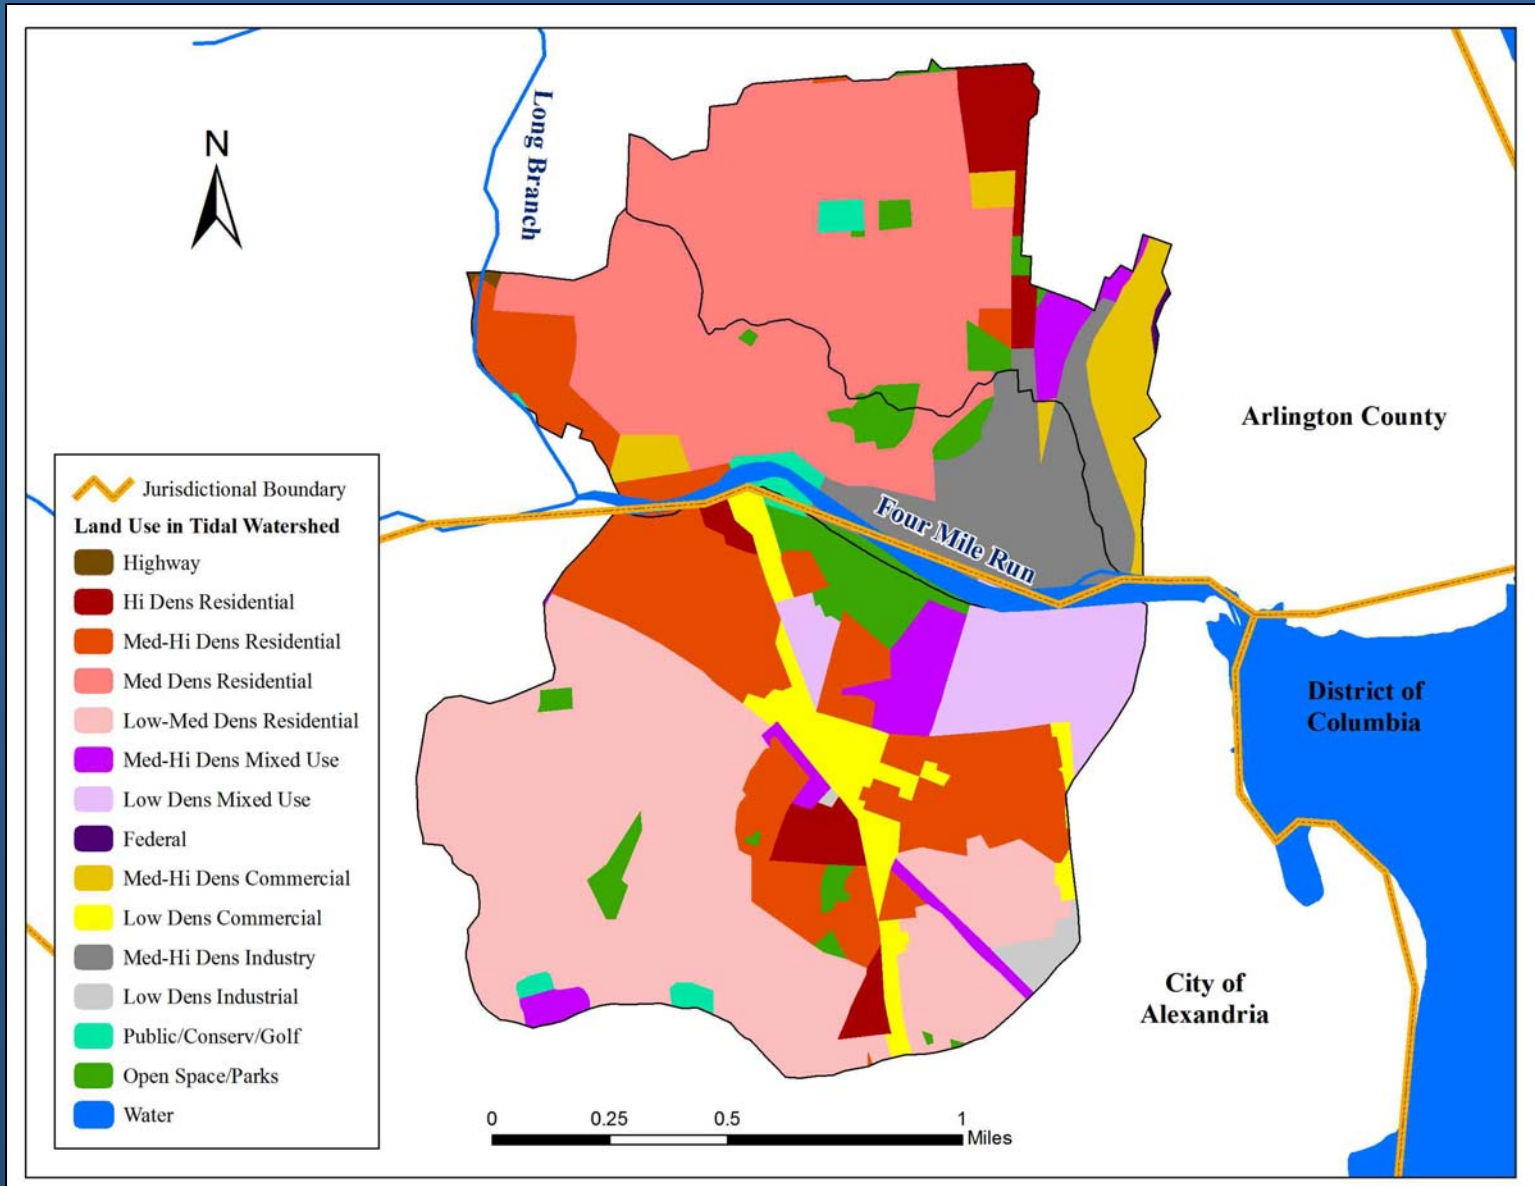 N
Long Branch
Arlington County
Four Mile Run
District of
Columbia
City of
Alexandria
Jurisdictional Boundary
Land Use in Tidal Watershed
Highway
Hi Dens Residential
Med-Hi Dens Residential
Med Dens Residential
Low-Med Dens Residential
Med-Hi Dens Mixed Use
Low Dens Mixed Use
Federal
Med-Hi Dens Commercial
Low Dens Commercial
Med-Hi Dens Industry
Low Dens Industrial
Public/Conserv/Golf
Open Space/Parks
Water
0 0.25 0.5 1
Miles